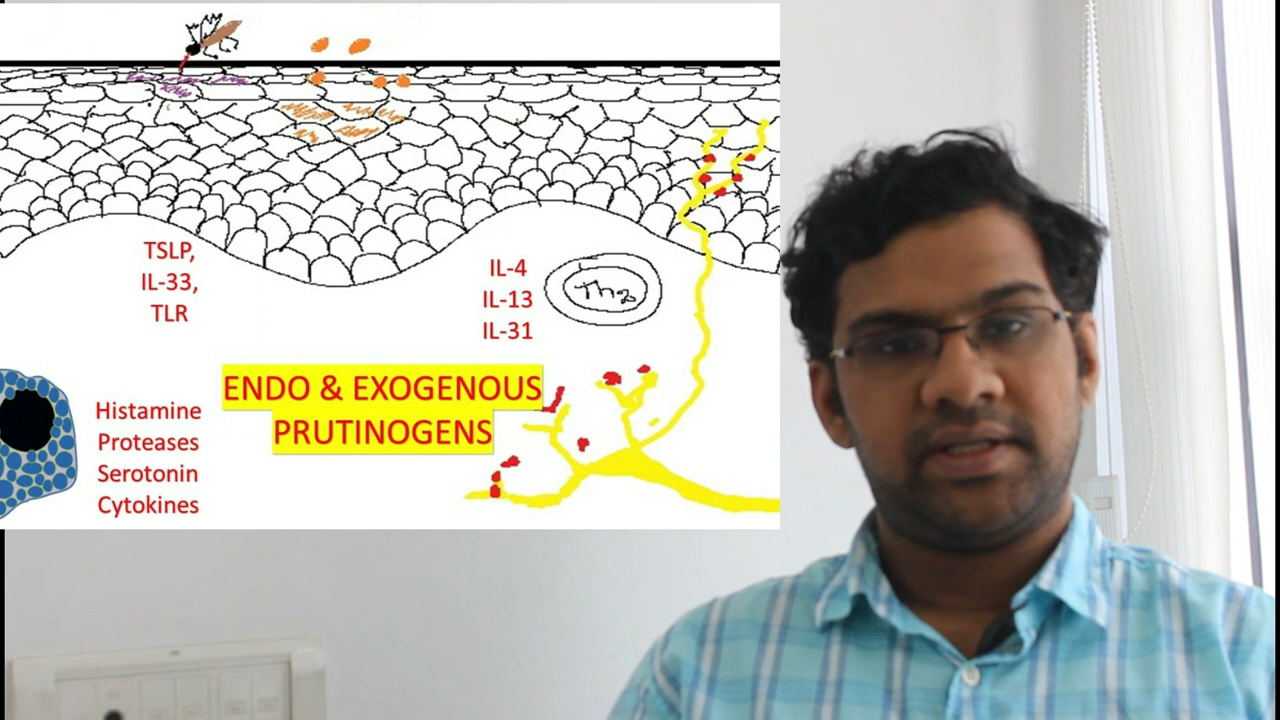 TSLP,
IL-33,
TLR
IL-4
IL-13
IL-31
Th2
ENDO & EXOGENOUS
PRUTINOGENS
Histamine
Proteases
Serotonin
Cytokines